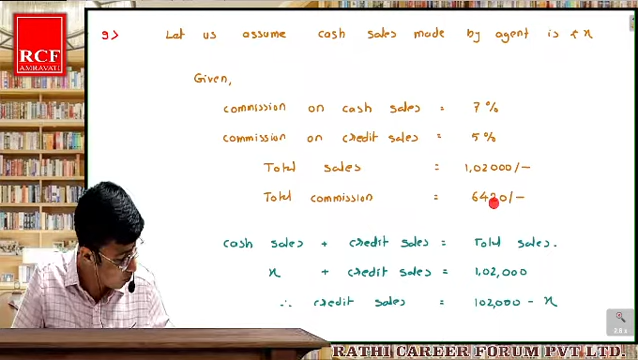 RCF
AMRAVATI
9> Let us assume cash sales made by agent is ₹ x
Given,
commission on cash sales = 7 %
commission on credit sales = 5 %
Total sales = 1,02000/-
Total commission = 6420/-
cash sales + credit sales = Total sales.
x + credit sales = 1,02,000
∴ credit sales = 102,000 - x
RATHI CAREER FORUM PVT LTD